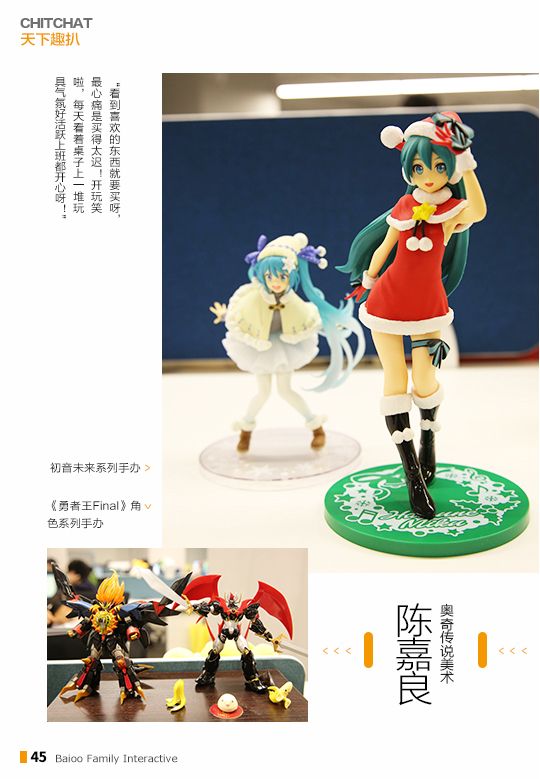 CHITCHAT
天下趣扒
“看到喜欢的东西就要买呀，
最心痛是买得太迟！开玩笑
啦，每天看着桌子上一堆玩
具气氛好活跃上班都开心呀！”
初音未来系列手办 >
《勇者王Final》角
色系列手办
Hatsune
Miku
< < <
奥奇传说美术
陈嘉良
< < <
45 Baioo Family Interactive